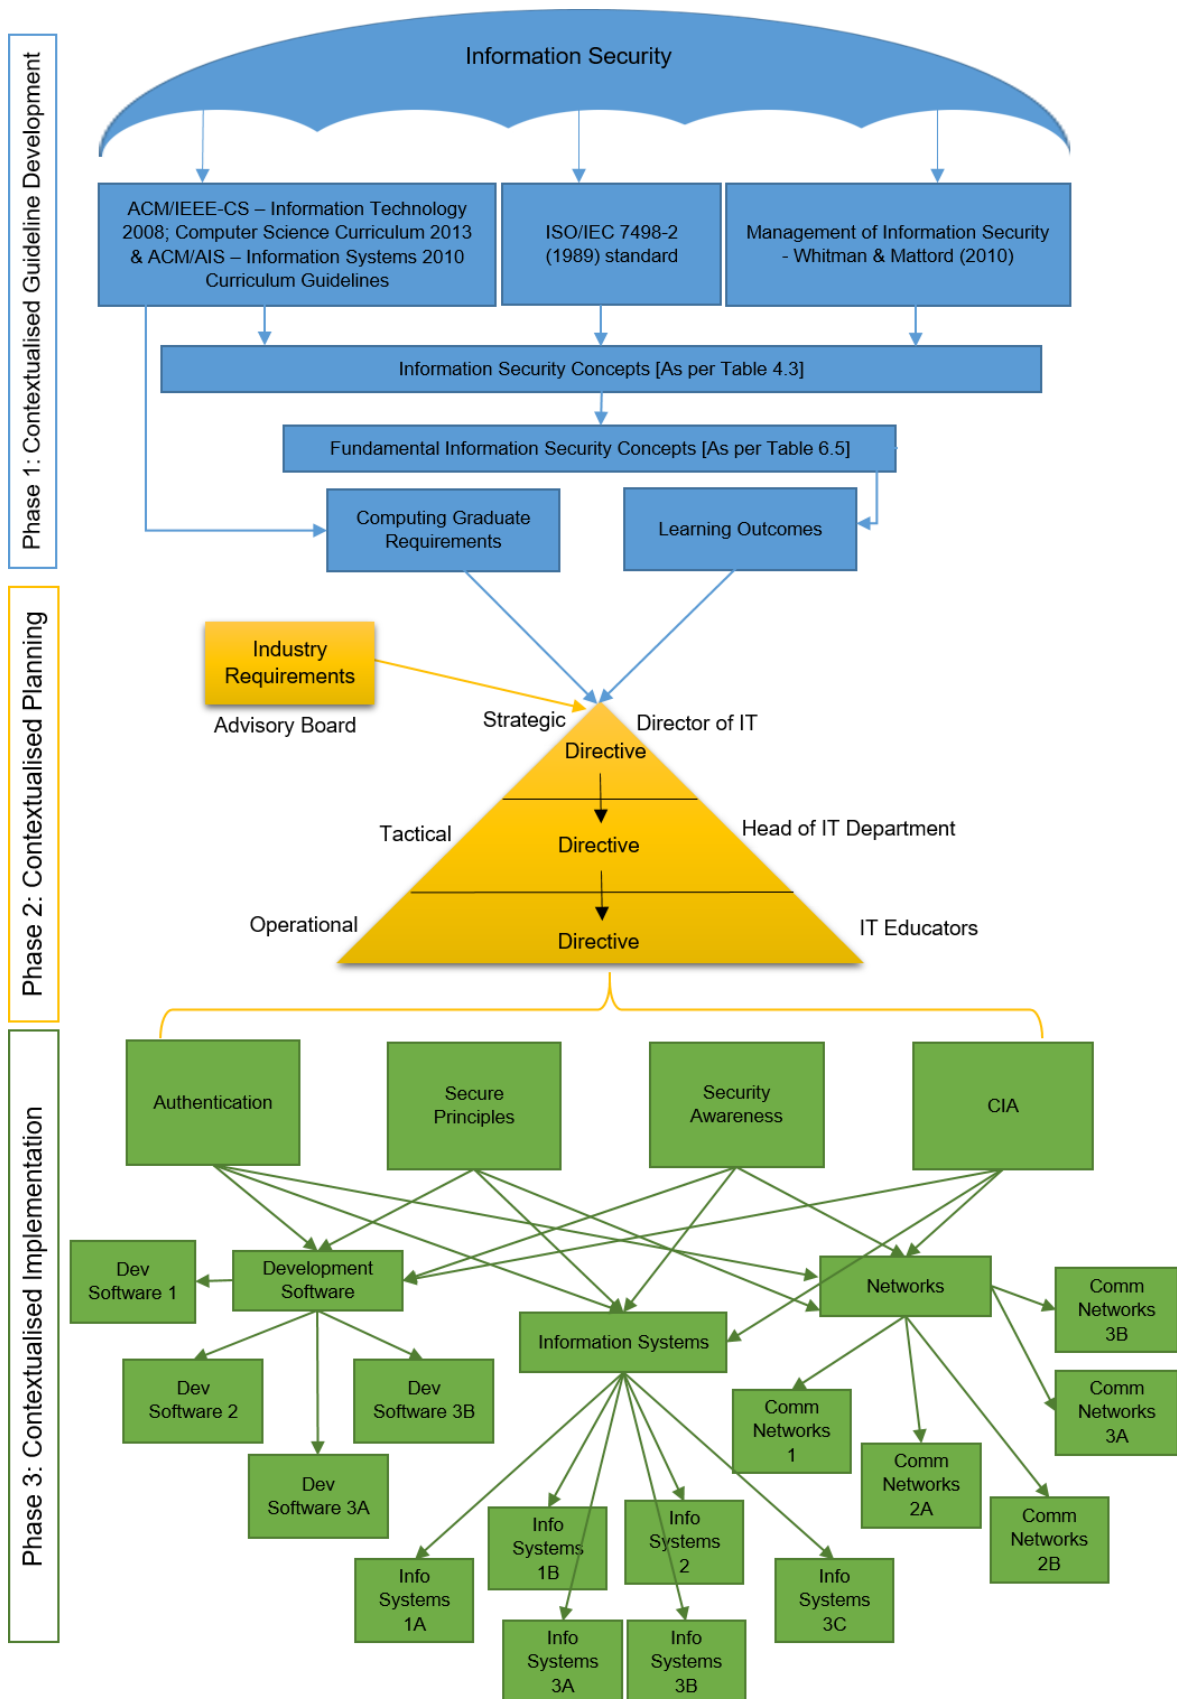 Phase 1: Contextualised Guideline Development
Information Security
ACM/IEEE-CS – Information Technology
2008; Computer Science Curriculum 2013
& ACM/AIS – Information Systems 2010
Curriculum Guidelines
ISO/IEC 7498-2
(1989) standard
Management of Information Security
- Whitman & Mattord (2010)
Information Security Concepts [As per Table 4.3]
Fundamental Information Security Concepts [As per Table 6.5]
Computing Graduate
Requirements
Learning Outcomes
Phase 2: Contextualised Planning
Industry
Requirements
Advisory Board
Strategic
Director of IT
Directive
Tactical
Head of IT Department
Directive
Operational
IT Educators
Directive
Phase 3: Contextualised Implementation
Authentication
Secure
Principles
Security
Awareness
CIA
Dev
Software 1
Development
Software
Information Systems
Networks
Comm
Networks
3B
Dev
Software 2
Dev
Software 3B
Dev
Software 3A
Comm
Networks
1
Comm
Networks
3A
Comm
Networks
2A
Comm
Networks
2B
Info
Systems
1A
Info
Systems
1B
Info
Systems
2
Info
Systems
3C
Info
Systems
3A
Info
Systems
3B